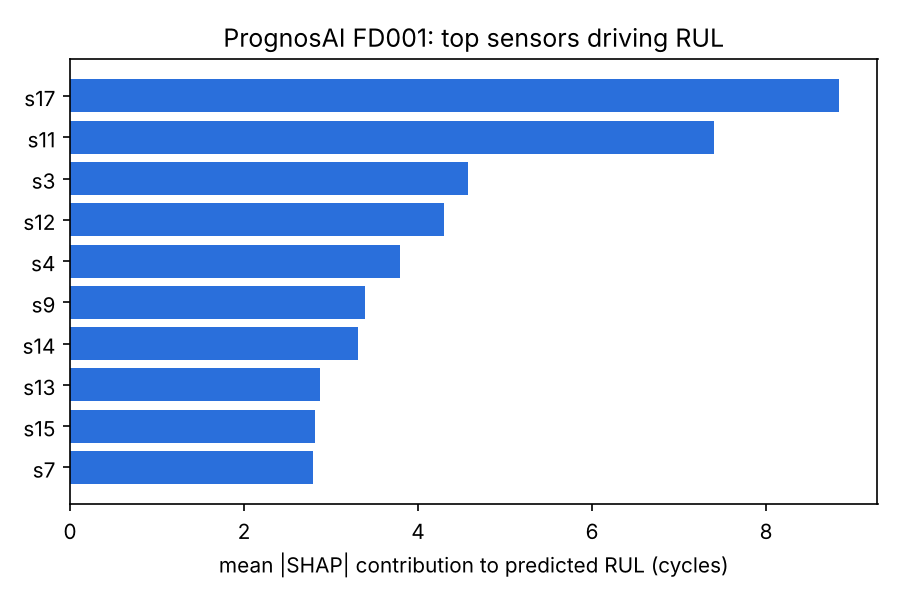 PrognosAI FD001: top sensors driving RUL
s17
s11
s3
s12
s4
s9
s14
s13
s15
s7
0 2 4 6 8
mean |SHAP| contribution to predicted RUL (cycles)